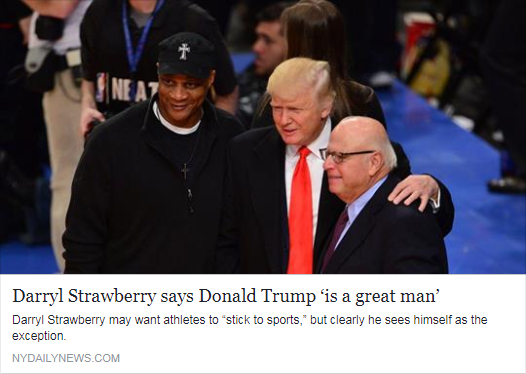 NBA T
Darryl Strawberry says Donald Trump ‘is a great man’
Darryl Strawberry may want athletes to “stick to sports,” but clearly he sees himself as the
exception.
NYDAILYNEWS.COM